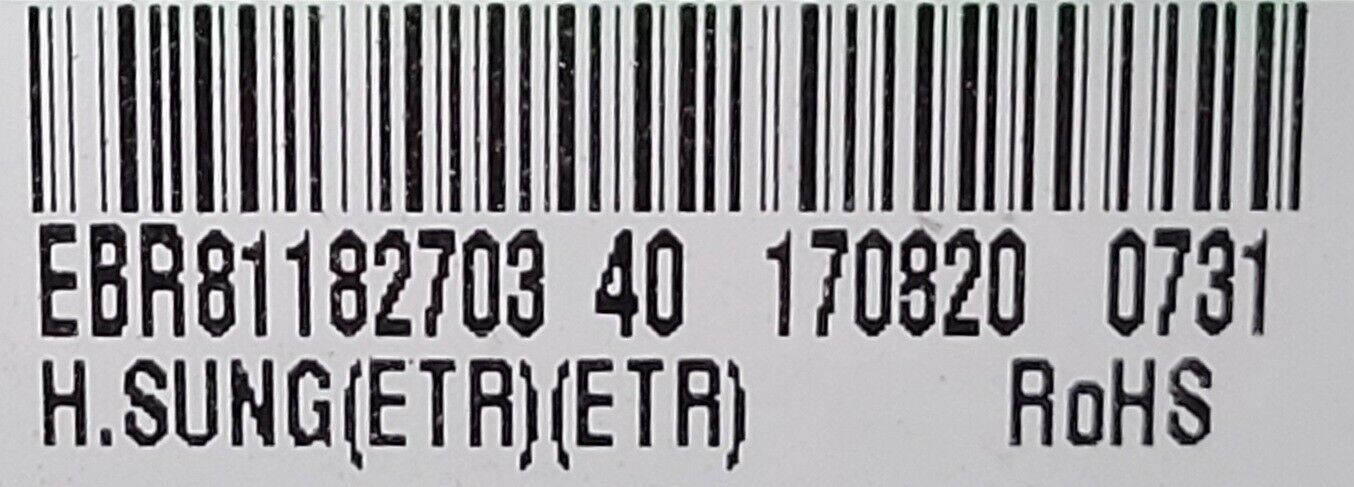 EBR81182703 40 170820 0731
H.SUNG(ETR)(ETR) RoHS